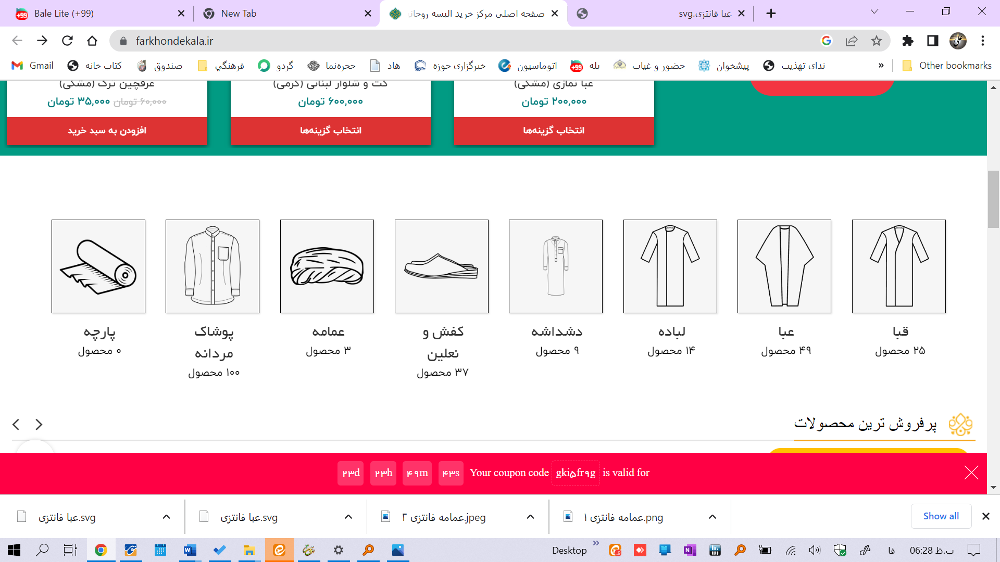 Bale Lite (+99)
New Tab
صفحه اصلی مرکز خرید البسه روحانی
عبا فانتزی.svg
farkhondekala.ir
Gmail
کتاب خانه
صندوق
فرهنگي
گردو
حجره‌نما
هاد
خبرگزاری حوزه
اتوماسیون
بله
حضور و غیاب
پیشخوان
ندای تهذیب
»
Other bookmarks
عبا نمازی (مشکی)
۲۰۰,۰۰۰ تومان
انتخاب گزینه‌ها
کت و شلوار لبنانی (کرمی)
۶۰۰,۰۰۰ تومان
انتخاب گزینه‌ها
عرقچین ترک (مشکی)
۶۰,۰۰۰ تومان ۳۵,۰۰۰ تومان
افزودن به سبد خرید
قبا
۲۵ محصول
عبا
۴۹ محصول
لباده
۱۴ محصول
دشداشه
۹ محصول
کفش و
نعلین
۳۷ محصول
عمامه
۳ محصول
پوشاک
مردانه
۱۰۰ محصول
پارچه
۰ محصول
پرفروش ترین محصولات
۲۳d ۲۳h ۴۹m ۴۳s Your coupon code gki۵fr۹g is valid for
عبا فانتزی.svg
عبا فانتزی.svg
عمامه فانتزی ۲.jpeg
عمامه فانتزی ۱.png
Show all
Desktop
فا
06:28 ب.ظ